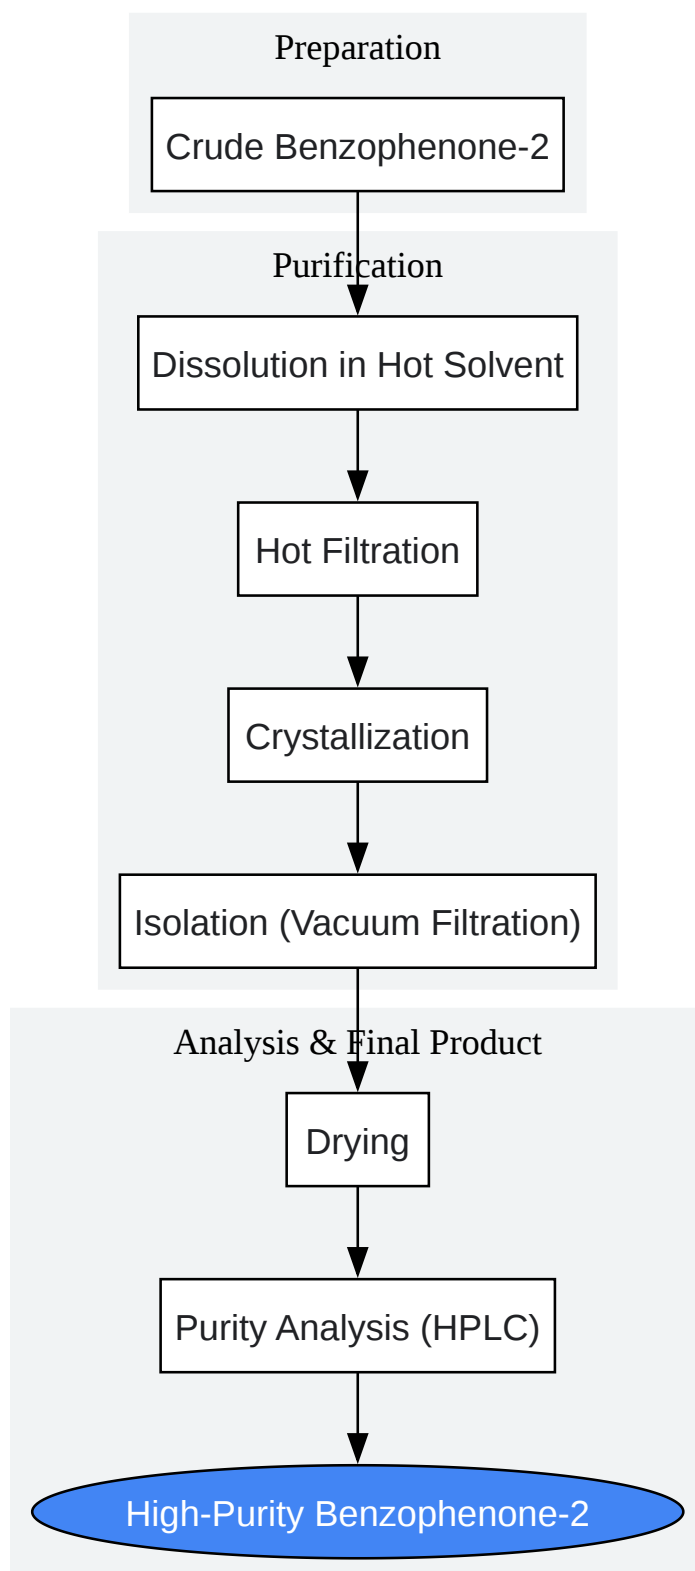 Preparation
Crude Benzophenone-2
Purification
Dissolution in Hot Solvent
Hot Filtration
Crystallization
Isolation (Vacuum Filtration)
Analysis & Final Product
Drying
Purity Analysis (HPLC)
High-Purity Benzophenone-2